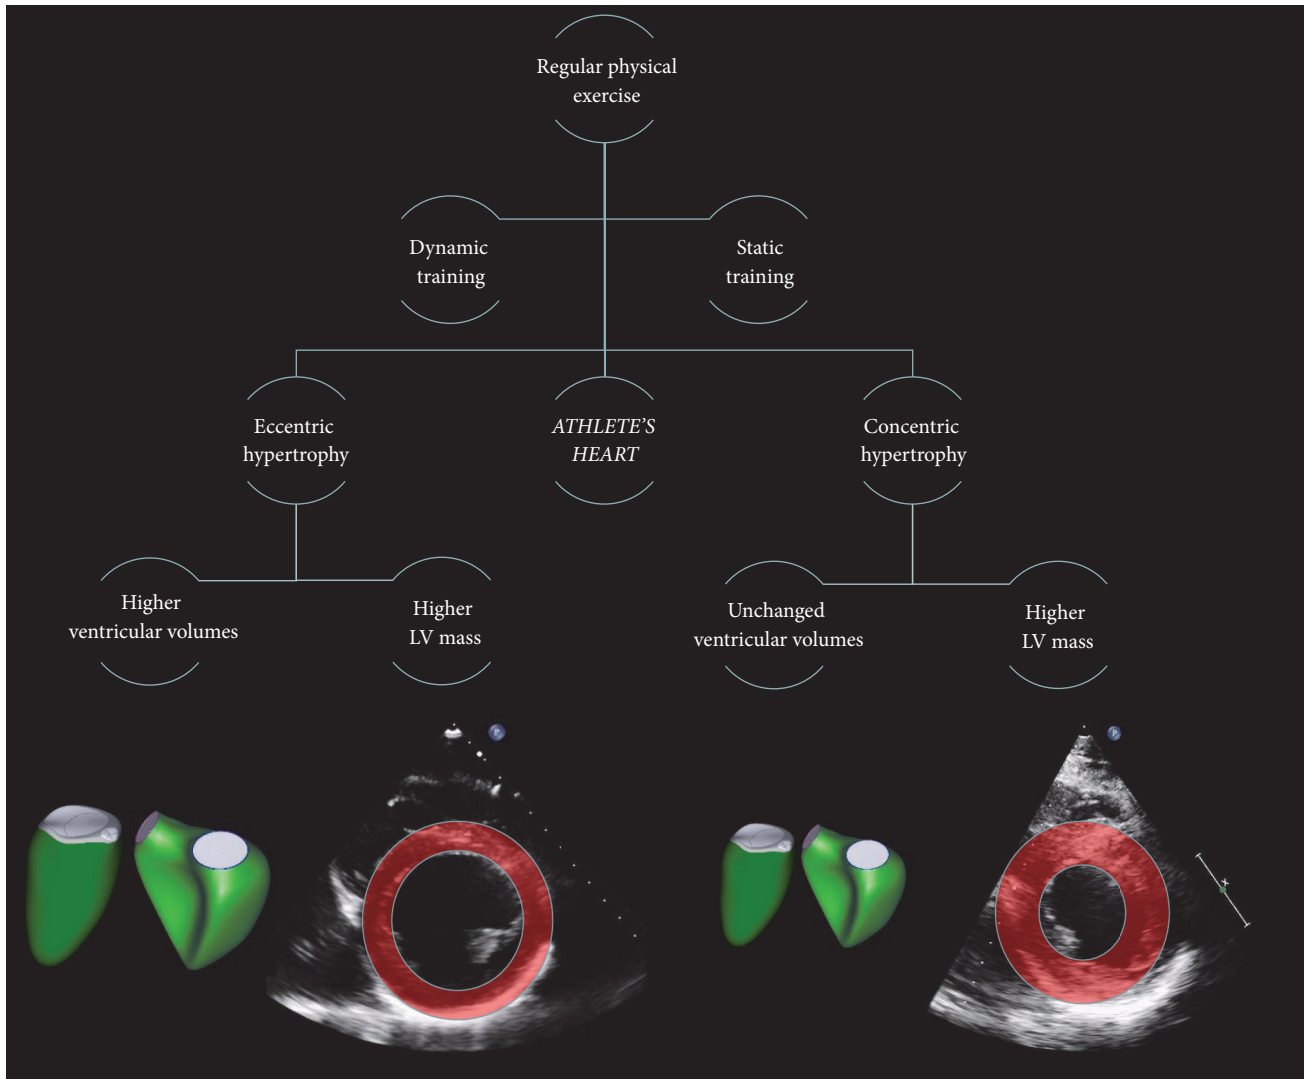 Regular physical
exercise
Dynamic
training
Static
training
Eccentric
hypertrophy
ATHLETE'S
HEART
Concentric
hypertrophy
Higher
ventricular volumes
Higher
LV mass
Unchanged
ventricular volumes
Higher
LV mass
P
P
x